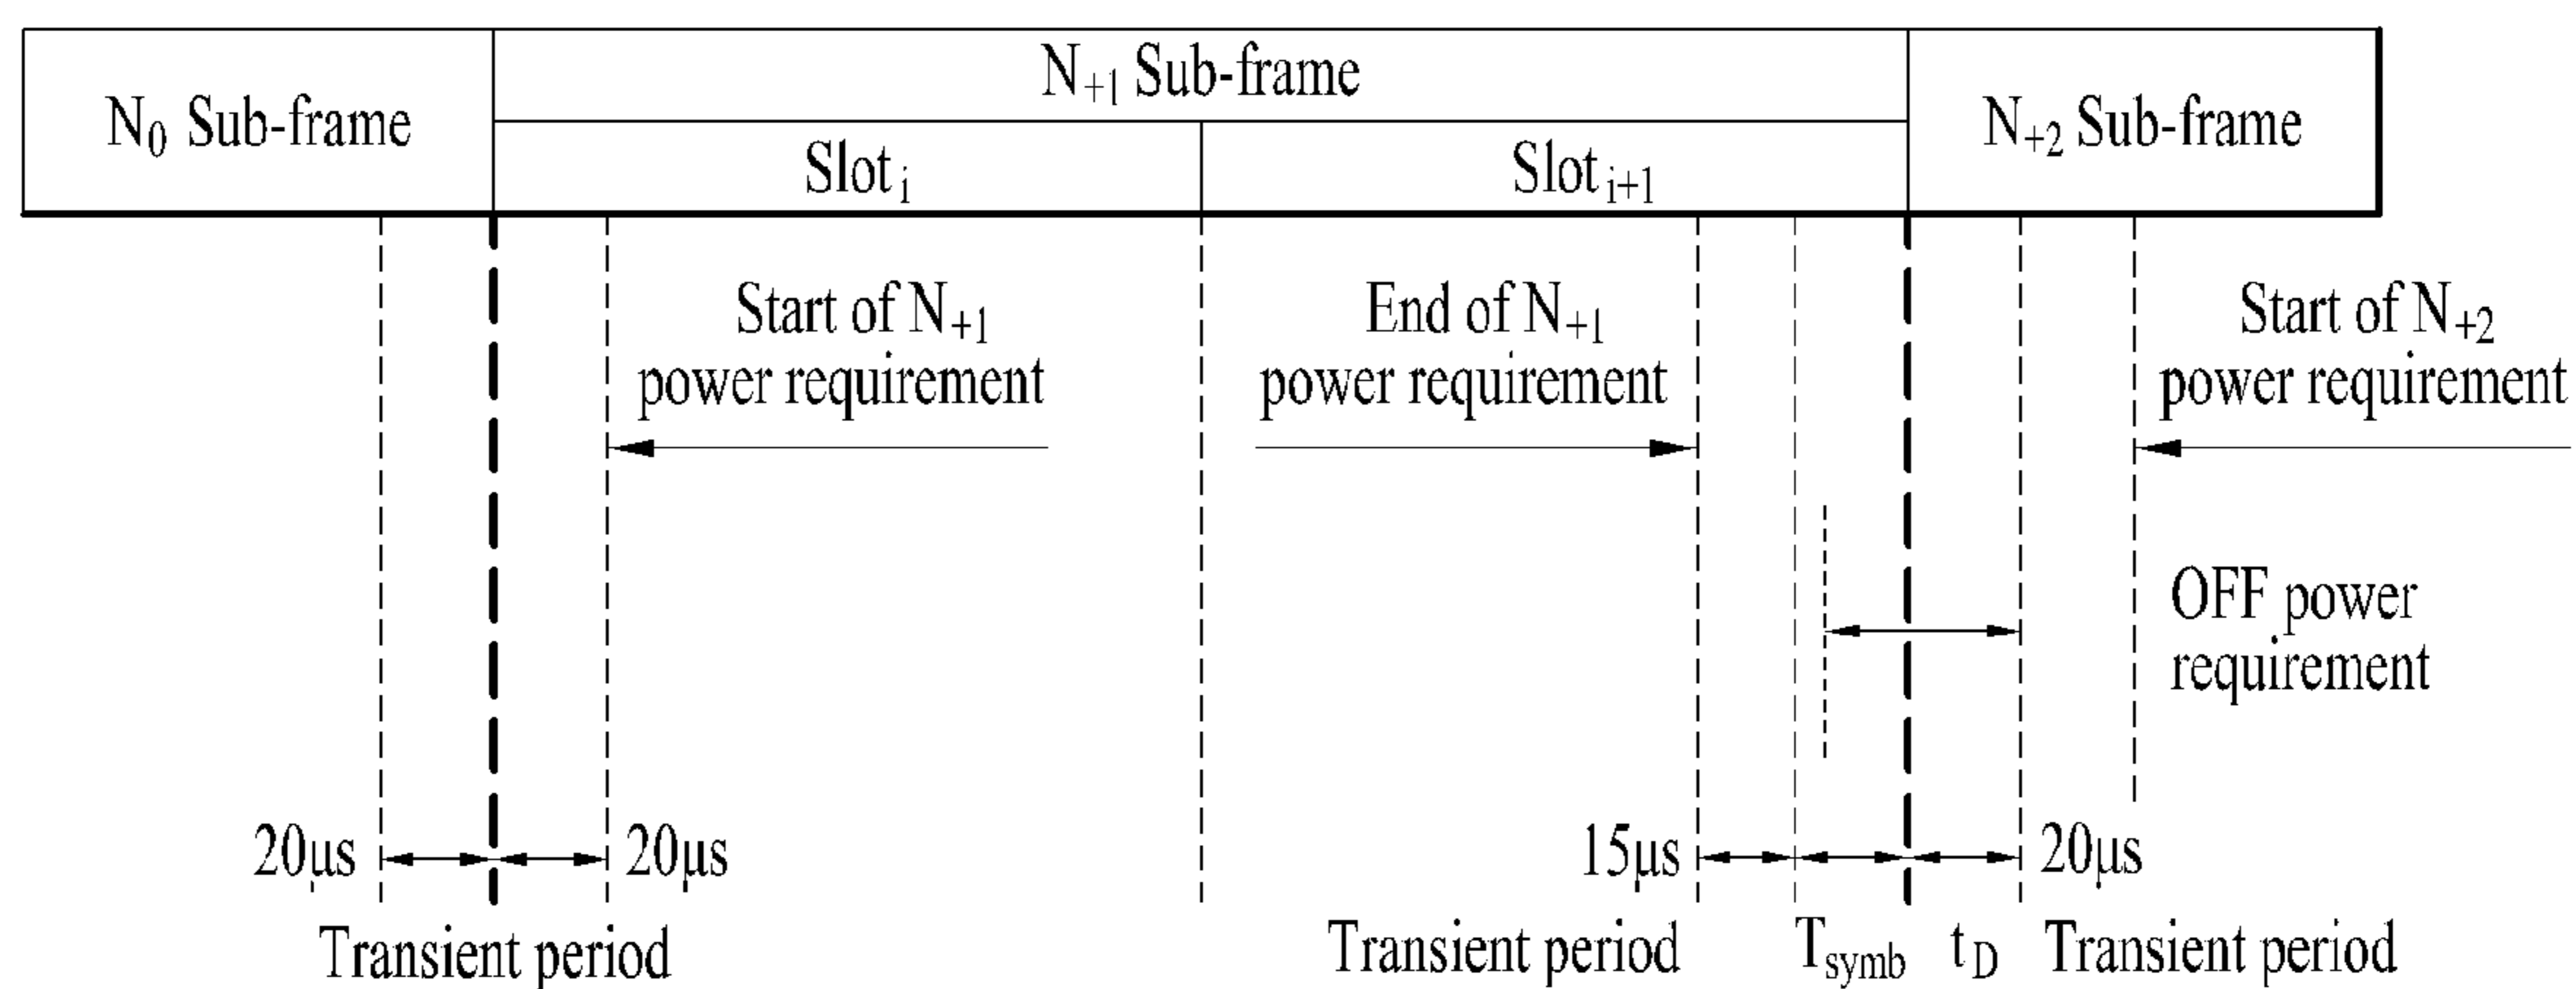 N₀ Sub-frame
N₊₁ Sub-frame
N₊₂ Sub-frame
Slot ᵢ
Slot ᵢ₊₁
Start of N₊₁
power requirement
End of N₊₁
power requirement
Start of N₊₂
power requirement
OFF power
requirement
20μs
20μs
15μs
20μs
Transient period
Transient period
T_symb
t_D
Transient period